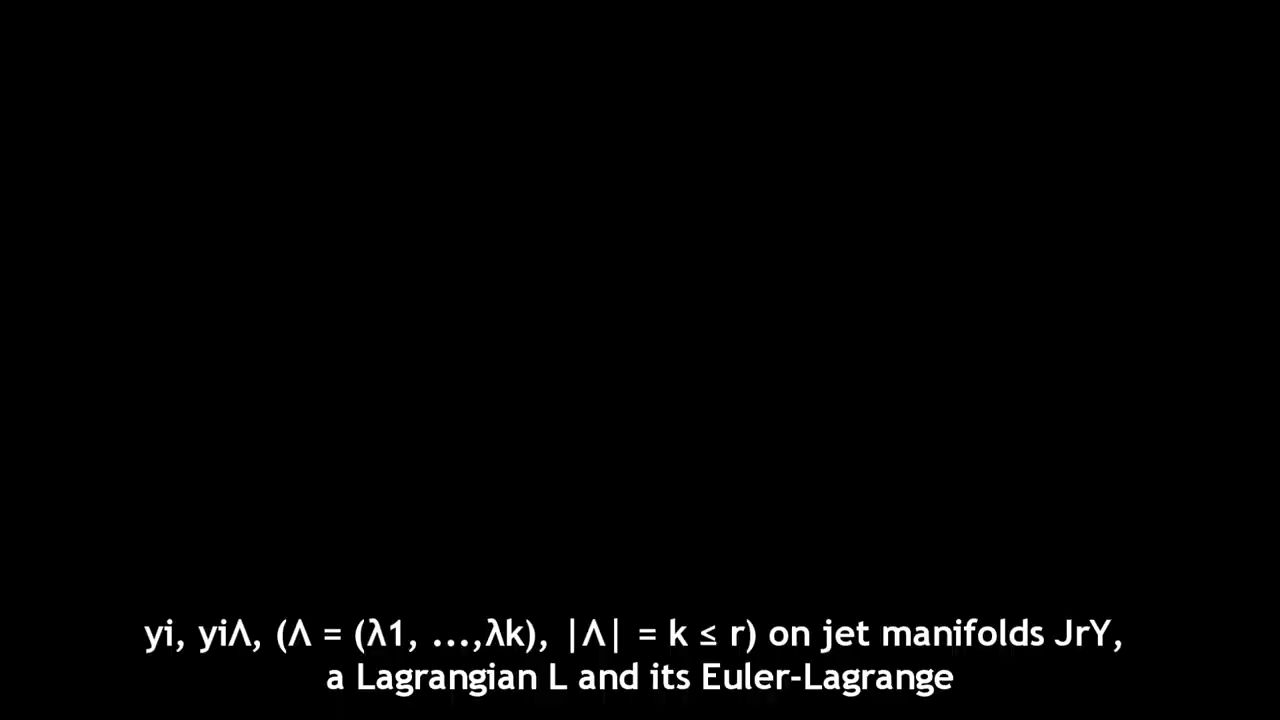 yi, yiΛ, (Λ = (λ1, ...,λk), |Λ| = k ≤ r) on jet manifolds JrY,
a Lagrangian L and its Euler-Lagrange